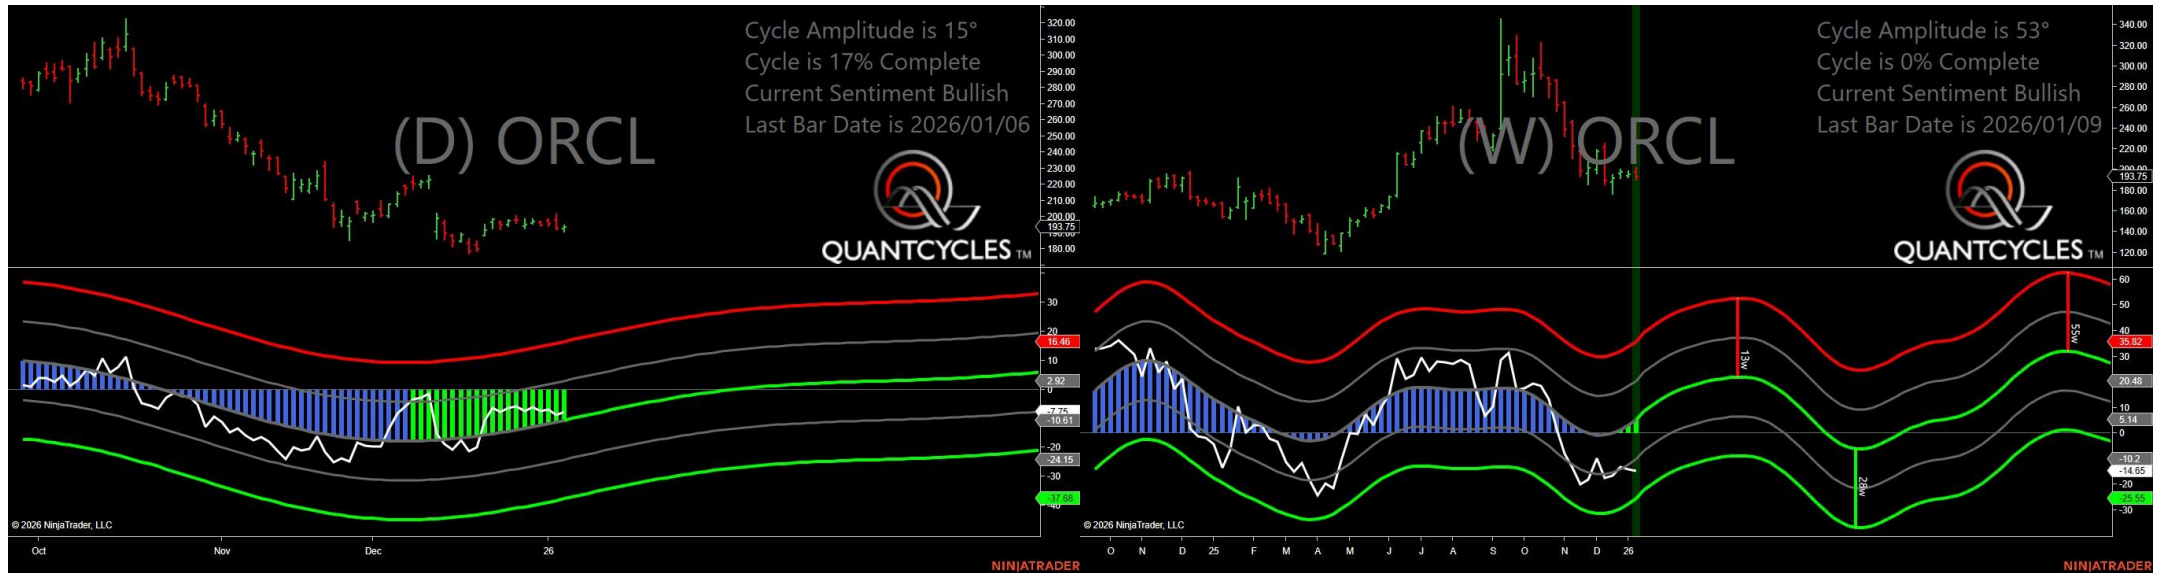 Cycle Amplitude is 15°
Cycle is 17% Complete
Current Sentiment Bullish
Last Bar Date is 2026/01/06
(D) ORCL
QUANTCYCLES TM
320.00
310.00
300.00
290.00
280.00
270.00
260.00
250.00
240.00
230.00
220.00
210.00
200.00
193.75
180.00
30
20
16.46
10
2.92
0
-7.75
-10.61
-20
-24.15
-30
-37.68
-40
© 2026 NinjaTrader, LLC
Oct Nov Dec 26
NINJATRADER
Cycle Amplitude is 53°
Cycle is 0% Complete
Current Sentiment Bullish
Last Bar Date is 2026/01/09
(W) ORCL
QUANTCYCLES TM
340.00
320.00
300.00
280.00
260.00
240.00
220.00
193.75
180.00
160.00
140.00
120.00
13w
28w
55w
60
50
40
35.82
30
20.48
10
5.14
0
-10.2
-14.65
-20
-25.55
-30
© 2026 NinjaTrader, LLC
O N D 25 F M A M J J A S O N D 26
NINJATRADER